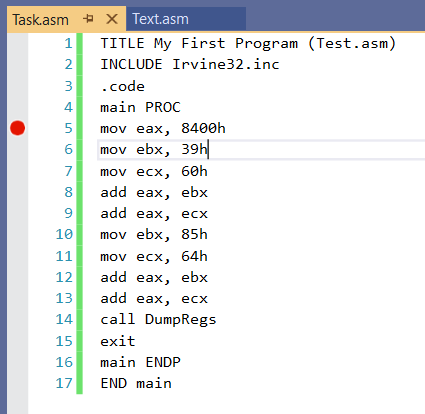 Task.asm Text.asm
1 TITLE My First Program (Test.asm)
2 INCLUDE Irvine32.inc
3 .code
4 main PROC
5 mov eax, 8400h
6 mov ebx, 39h
7 mov ecx, 60h
8 add eax, ebx
9 add eax, ecx
10 mov ebx, 85h
11 mov ecx, 64h
12 add eax, ebx
13 add eax, ecx
14 call DumpRegs
15 exit
16 main ENDP
17 END main